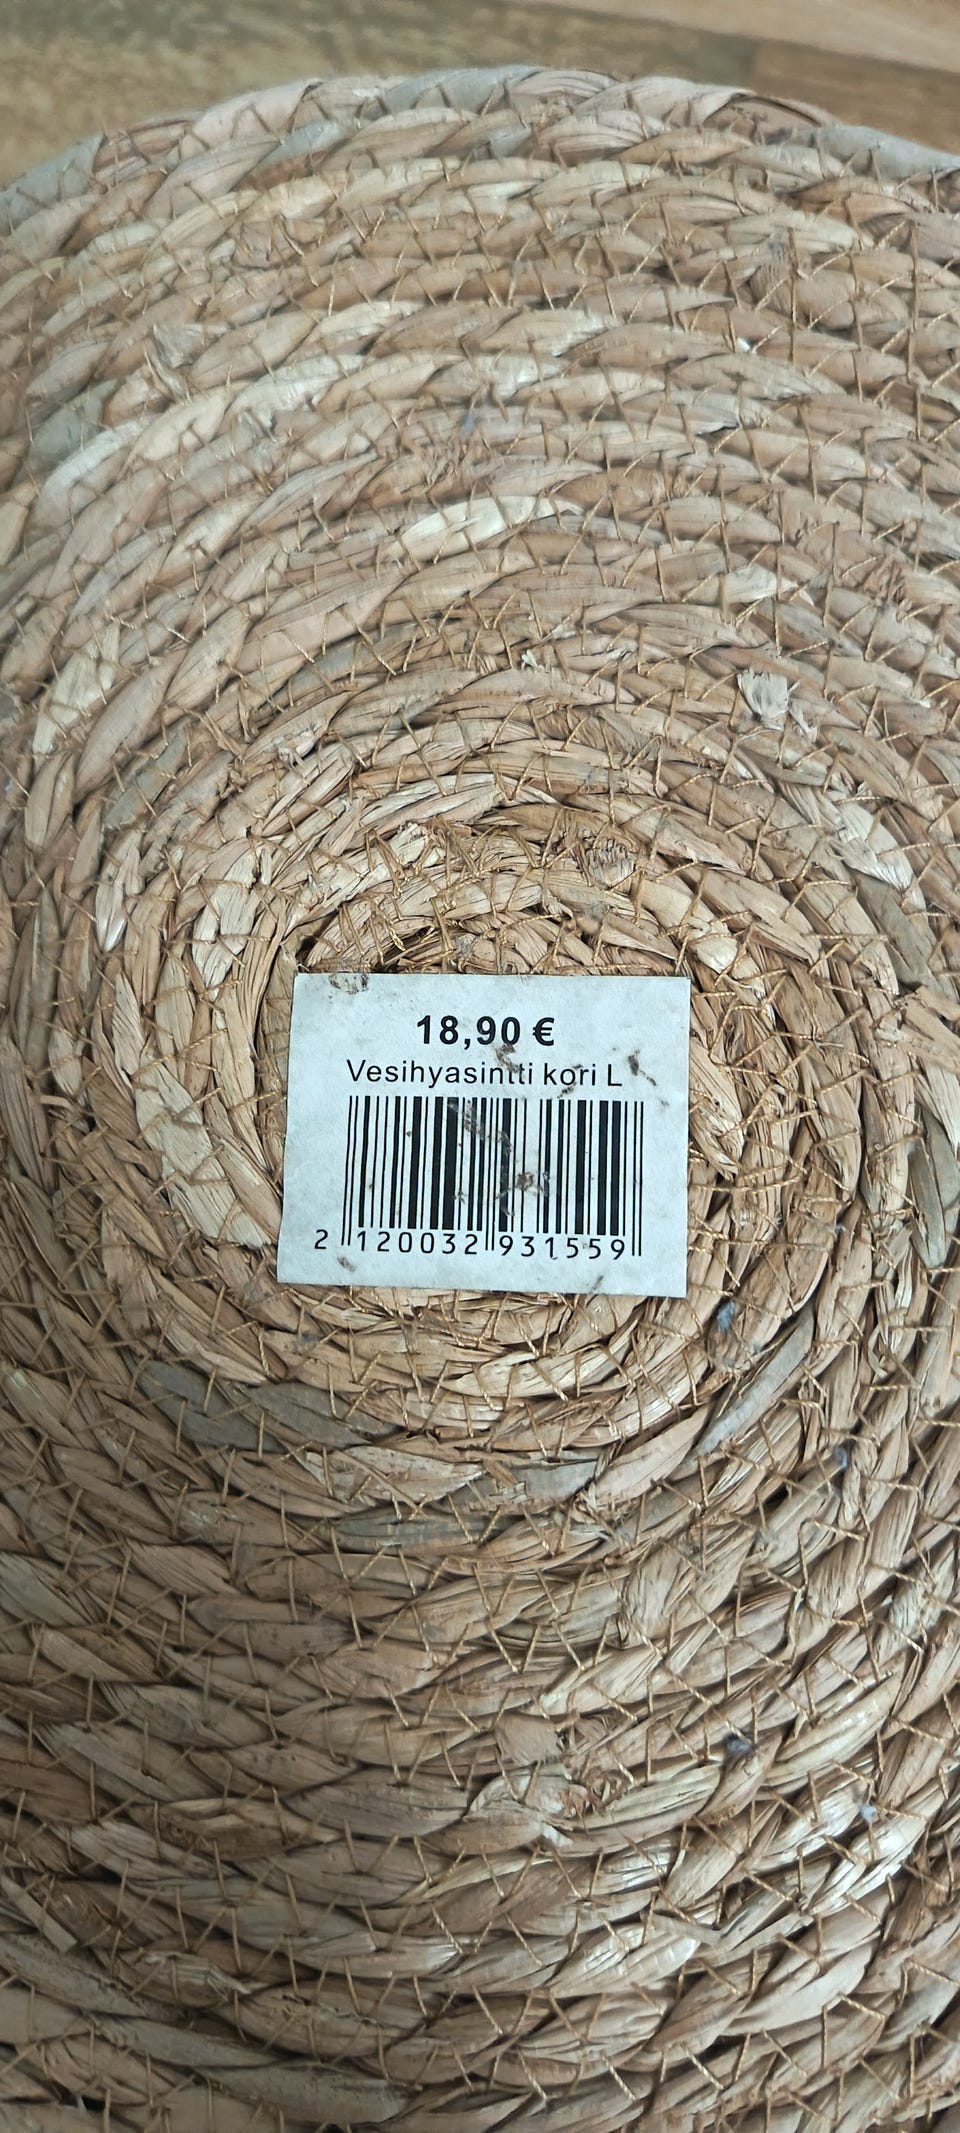 18,90 €
Vesihyasintti kori L
2 120032 931559